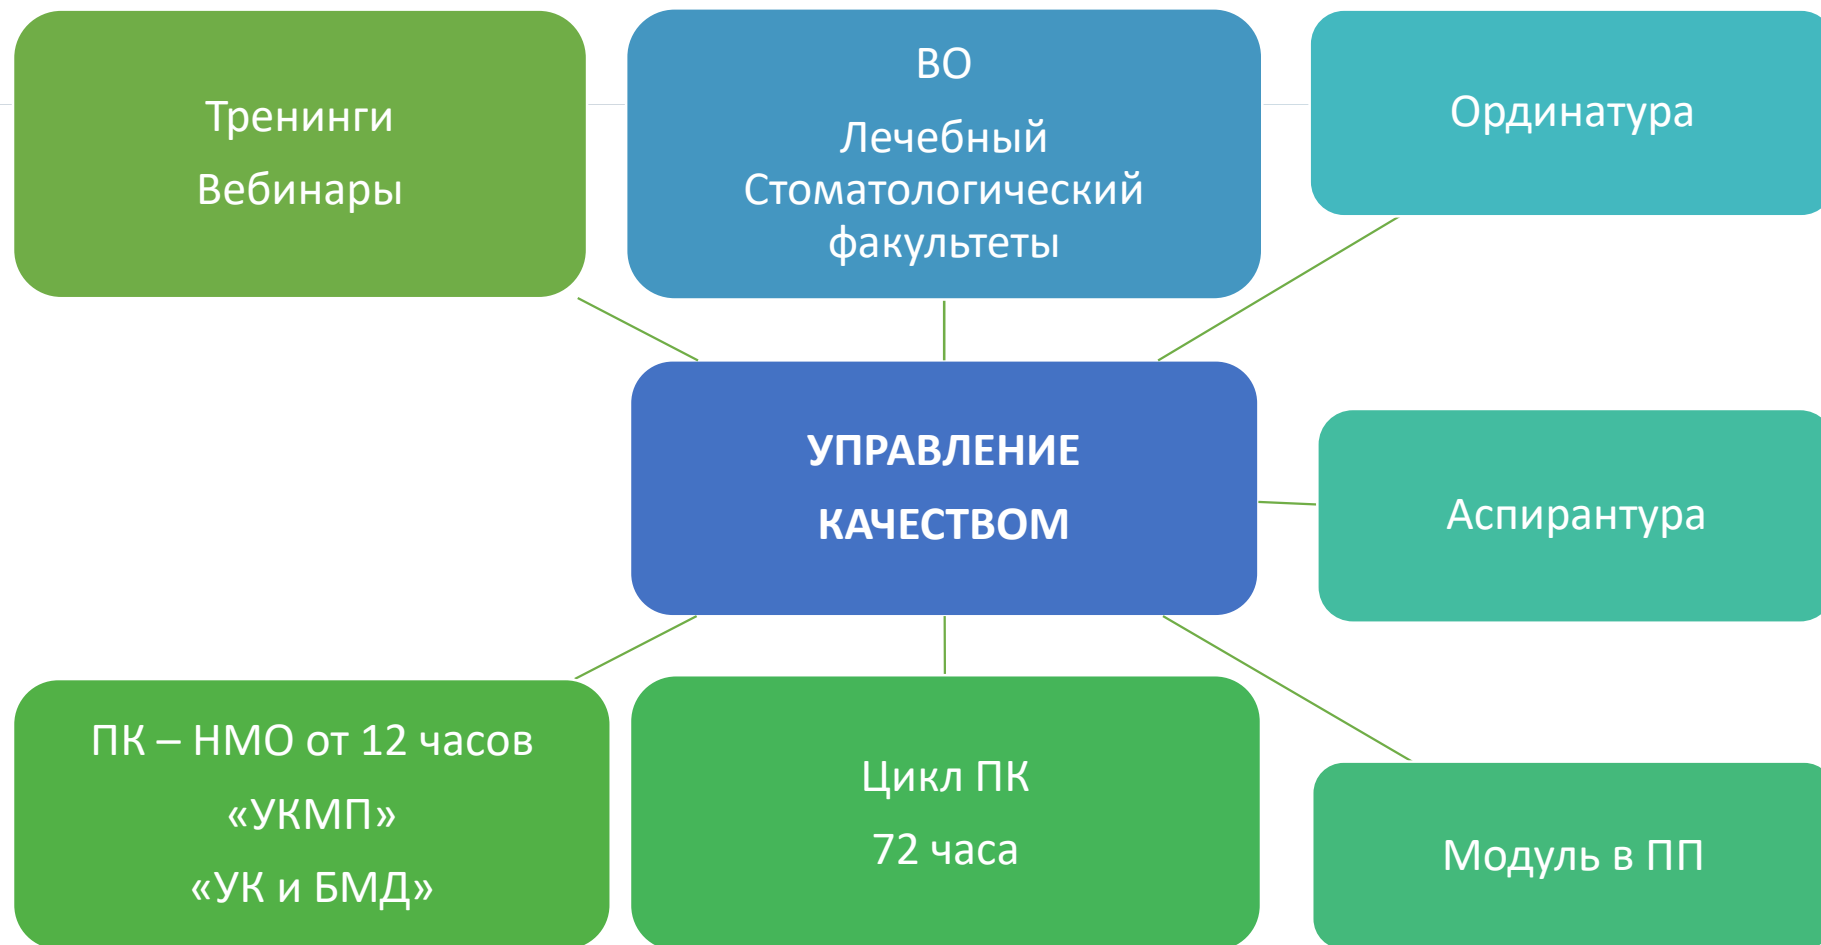 Тренинги
Вебинары
ВО
Лечебный
Стоматологический
факультеты
Ординатура
УПРАВЛЕНИЕ
КАЧЕСТВОМ
Аспирантура
ПК – НМО от 12 часов
«УКМП»
«УК и БМД»
Цикл ПК
72 часа
Модуль в ПП